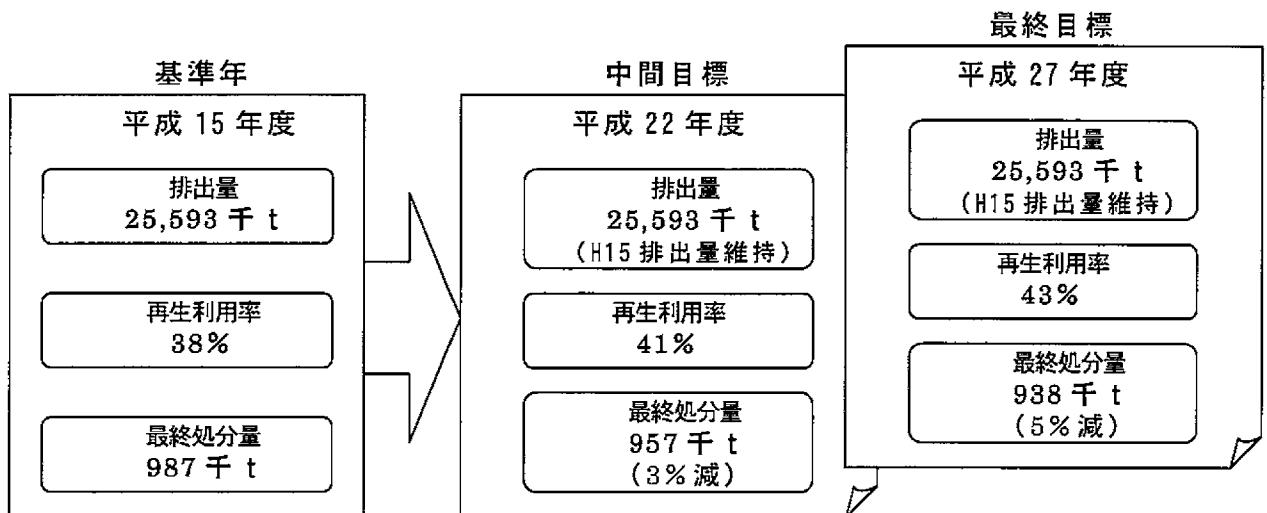 基準年
平成 15 年度
排出量
25,593 千 t
再生利用率
38%
最終処分量
987 千 t
中間目標
平成 22 年度
排出量
25,593 千 t
(H15 排出量維持)
再生利用率
41%
最終処分量
957 千 t
(3% 減)
最終目標
平成 27 年度
排出量
25,593 千 t
(H15 排出量維持)
再生利用率
43%
最終処分量
938 千 t
(5% 減)